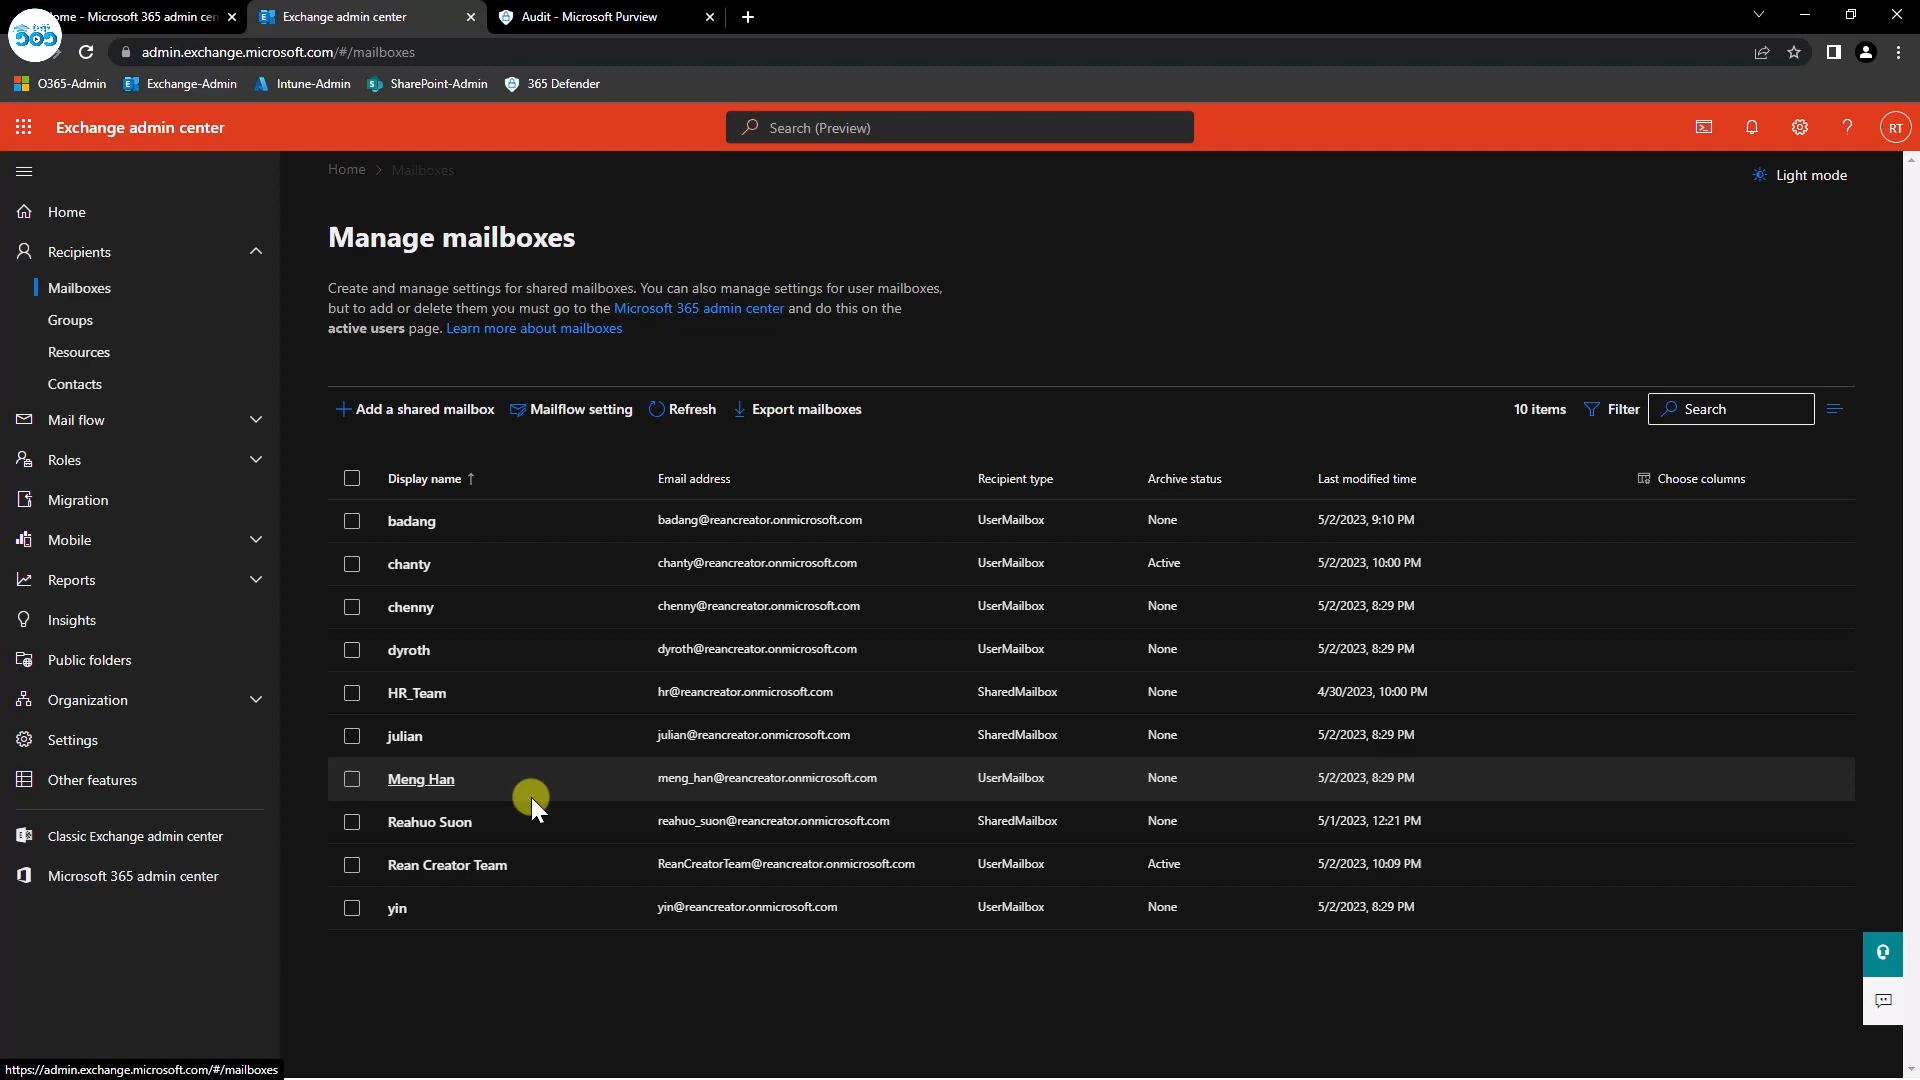 ome - Microsoft 365 admin cen
Exchange admin center
Audit - Microsoft Purview
365
admin.exchange.microsoft.com/#/mailboxes
O365-Admin
Exchange-Admin
Intune-Admin
SharePoint-Admin
365 Defender
Exchange admin center
Search (Preview)
RT
Home > Mailboxes
Light mode
Home
Recipients
Mailboxes
Groups
Resources
Contacts
Mail flow
Roles
Migration
Mobile
Reports
Insights
Public folders
Organization
Settings
Other features
Classic Exchange admin center
Microsoft 365 admin center
Manage mailboxes
Create and manage settings for shared mailboxes. You can also manage settings for user mailboxes,
but to add or delete them you must go to the Microsoft 365 admin center and do this on the
active users page. Learn more about mailboxes
Add a shared mailbox Mailflow setting Refresh Export mailboxes 10 items Filter Search
Display name ↑ Email address Recipient type Archive status Last modified time Choose columns
badang badang@reancreator.onmicrosoft.com UserMailbox None 5/2/2023, 9:10 PM
chanty chanty@reancreator.onmicrosoft.com UserMailbox Active 5/2/2023, 10:00 PM
chenny chenny@reancreator.onmicrosoft.com UserMailbox None 5/2/2023, 8:29 PM
dyroth dyroth@reancreator.onmicrosoft.com UserMailbox None 5/2/2023, 8:29 PM
HR_Team hr@reancreator.onmicrosoft.com SharedMailbox None 4/30/2023, 10:00 PM
julian julian@reancreator.onmicrosoft.com SharedMailbox None 5/2/2023, 8:29 PM
Meng Han meng_han@reancreator.onmicrosoft.com UserMailbox None 5/2/2023, 8:29 PM
Reahuo Suon reahuo_suon@reancreator.onmicrosoft.com SharedMailbox None 5/1/2023, 12:21 PM
Rean Creator Team ReanCreatorTeam@reancreator.onmicrosoft.com UserMailbox Active 5/2/2023, 10:09 PM
yin yin@reancreator.onmicrosoft.com UserMailbox None 5/2/2023, 8:29 PM
https://admin.exchange.microsoft.com/#/mailboxes